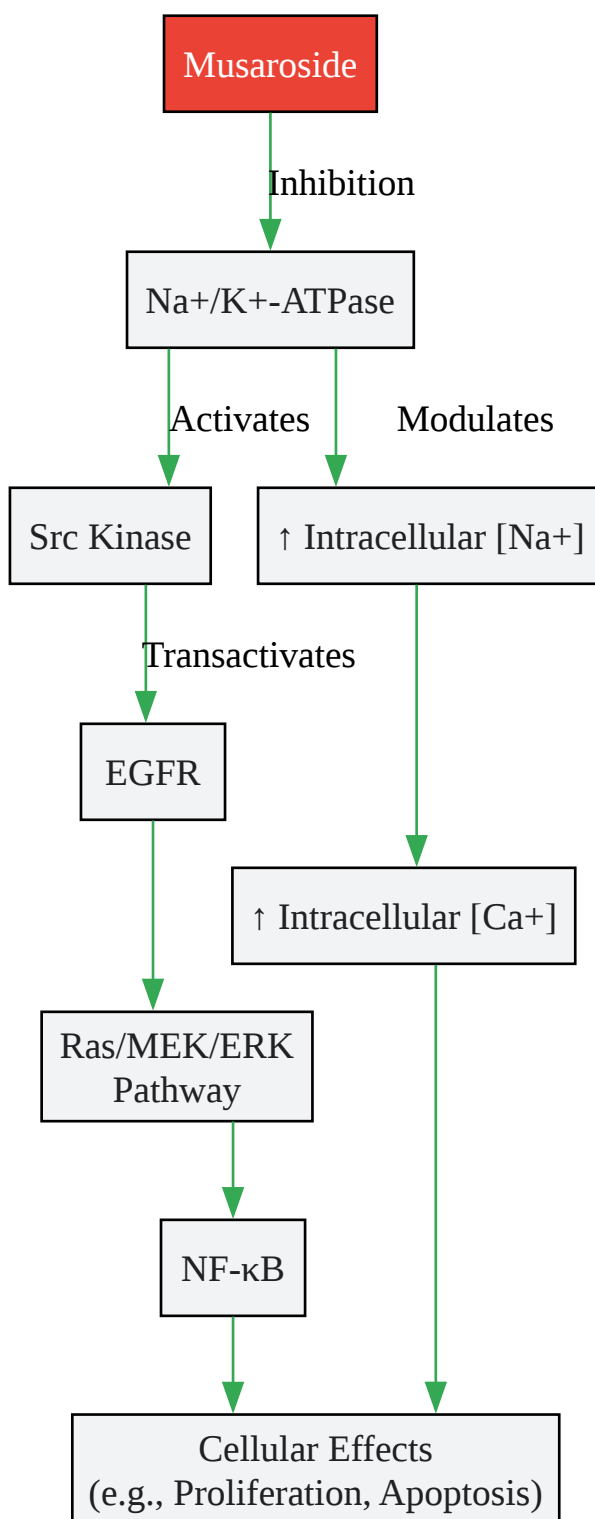 Musaroside
Inhibition
Na+/K+-ATPase
Activates
Modulates
Src Kinase
↑ Intracellular [Na+]
Transactivates
EGFR
↑ Intracellular [Ca+]
Ras/MEK/ERK
Pathway
NF-κB
Cellular Effects
(e.g., Proliferation, Apoptosis)